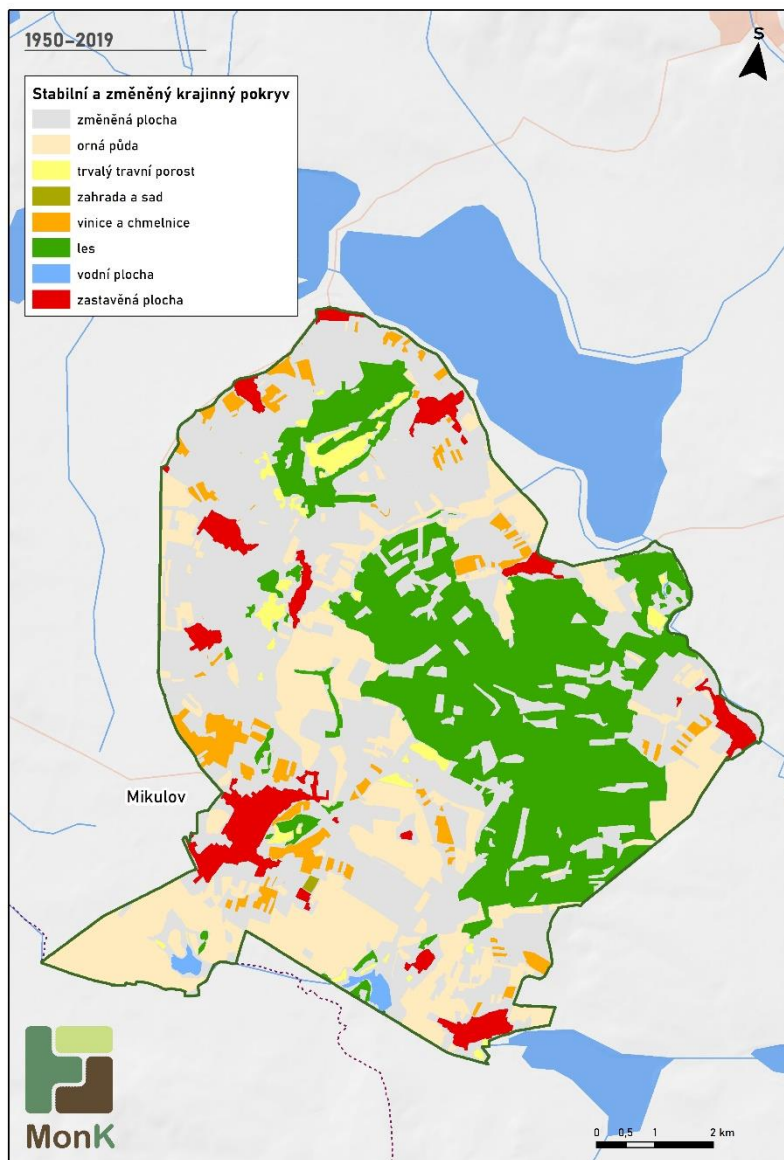 1950–2019
S
Stabilní a změněný krajinný pokryv
změněná plocha
orná půda
trvalý travní porost
zahrada a sad
vinice a chmelnice
les
vodní plocha
zastavěná plocha
Mikulov
MonK
0 0,5 1 2 km